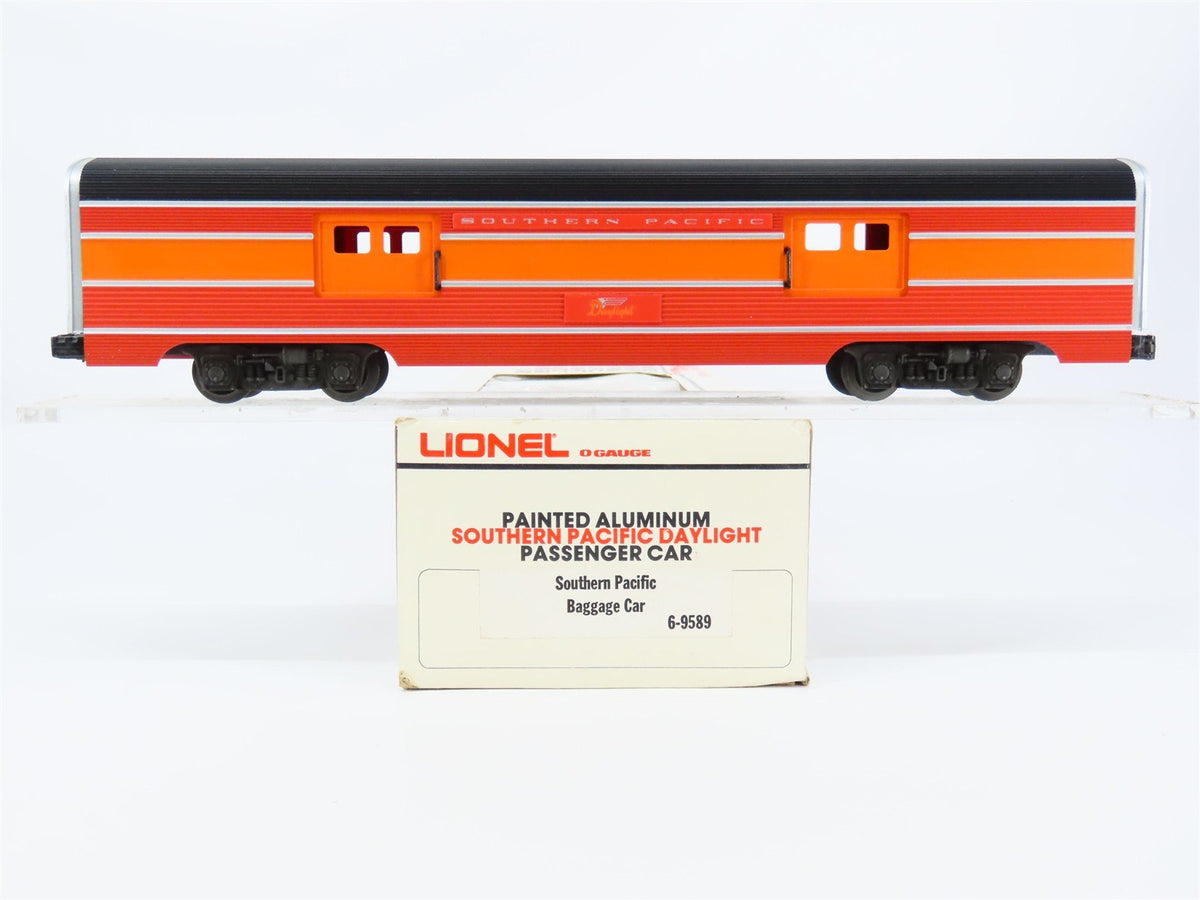 SOUTHERN PACIFIC
Daylight
LIONEL® O GAUGE
PAINTED ALUMINUM
SOUTHERN PACIFIC DAYLIGHT
PASSENGER CAR
Southern Pacific
Baggage Car
6-9589